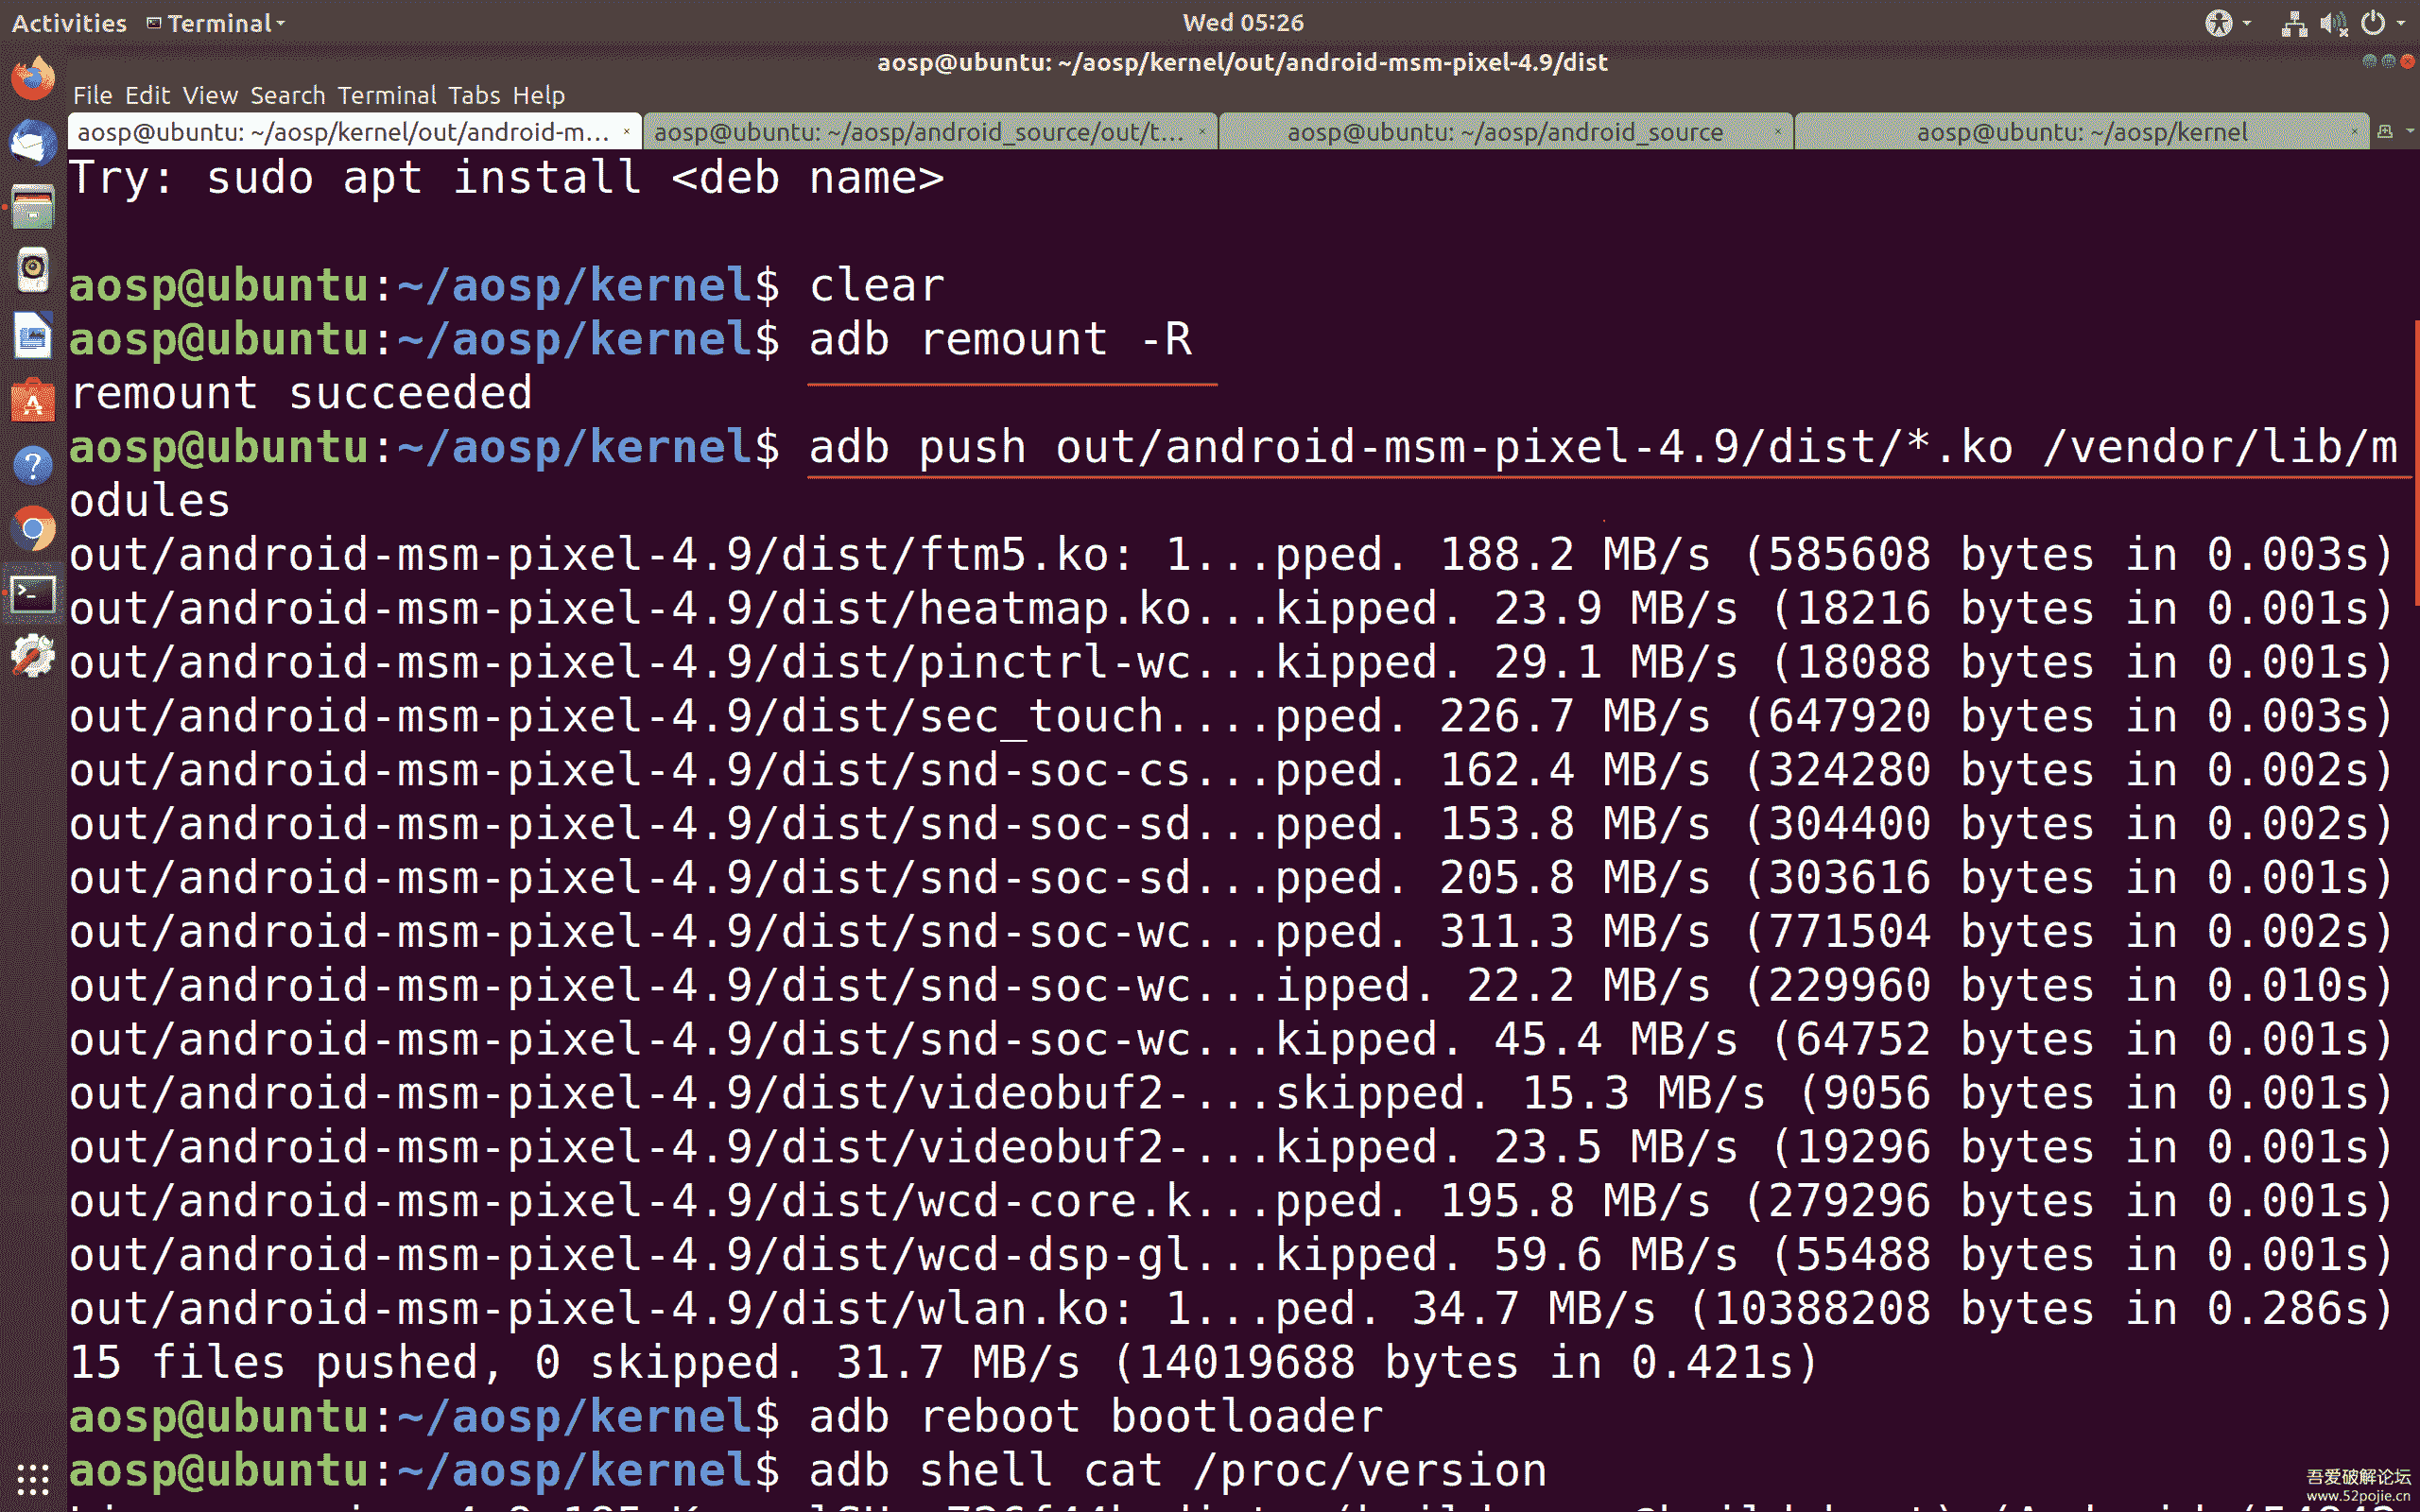 Activities
Terminal
Wed 05:26
aosp@ubuntu: ~/aosp/kernel/out/android-msm-pixel-4.9/dist
File Edit View Search Terminal Tabs Help
aosp@ubuntu: ~/aosp/kernel/out/android-m... aosp@ubuntu: ~/aosp/android_source/out/t... aosp@ubuntu: ~/aosp/android_source aosp@ubuntu: ~/aosp/kernel
Try: sudo apt install <deb name>
aosp@ubuntu:~/aosp/kernel$ clear
aosp@ubuntu:~/aosp/kernel$ adb remount -R
remount succeeded
aosp@ubuntu:~/aosp/kernel$ adb push out/android-msm-pixel-4.9/dist/*.ko /vendor/lib/m
odules
out/android-msm-pixel-4.9/dist/ftm5.ko: 1...pped. 188.2 MB/s (585608 bytes in 0.003s)
out/android-msm-pixel-4.9/dist/heatmap.ko...kipped. 23.9 MB/s (18216 bytes in 0.001s)
out/android-msm-pixel-4.9/dist/pinctrl-wc...kipped. 29.1 MB/s (18088 bytes in 0.001s)
out/android-msm-pixel-4.9/dist/sec_touch....pped. 226.7 MB/s (647920 bytes in 0.003s)
out/android-msm-pixel-4.9/dist/snd-soc-cs...pped. 162.4 MB/s (324280 bytes in 0.002s)
out/android-msm-pixel-4.9/dist/snd-soc-sd...pped. 153.8 MB/s (304400 bytes in 0.002s)
out/android-msm-pixel-4.9/dist/snd-soc-sd...pped. 205.8 MB/s (303616 bytes in 0.001s)
out/android-msm-pixel-4.9/dist/snd-soc-wc...pped. 311.3 MB/s (771504 bytes in 0.002s)
out/android-msm-pixel-4.9/dist/snd-soc-wc...ipped. 22.2 MB/s (229960 bytes in 0.010s)
out/android-msm-pixel-4.9/dist/snd-soc-wc...kipped. 45.4 MB/s (64752 bytes in 0.001s)
out/android-msm-pixel-4.9/dist/videobuf2-...skipped. 15.3 MB/s (9056 bytes in 0.001s)
out/android-msm-pixel-4.9/dist/videobuf2-...kipped. 23.5 MB/s (19296 bytes in 0.001s)
out/android-msm-pixel-4.9/dist/wcd-core.k...pped. 195.8 MB/s (279296 bytes in 0.001s)
out/android-msm-pixel-4.9/dist/wcd-dsp-gl...kipped. 59.6 MB/s (55488 bytes in 0.001s)
out/android-msm-pixel-4.9/dist/wlan.ko: 1...ped. 34.7 MB/s (10388208 bytes in 0.286s)
15 files pushed, 0 skipped. 31.7 MB/s (14019688 bytes in 0.421s)
aosp@ubuntu:~/aosp/kernel$ adb reboot bootloader
aosp@ubuntu:~/aosp/kernel$ adb shell cat /proc/version
吾爱破解论坛
www.52pojie.cn